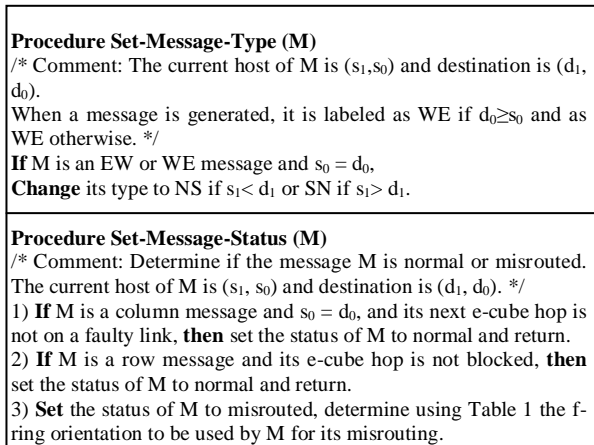 Procedure Set-Message-Type (M)
/* Comment: The current host of M is (s1,s0) and destination is (d1,
d0).
When a message is generated, it is labeled as WE if d0≥s0 and as
WE otherwise. */
If M is an EW or WE message and s0 = d0,
Change its type to NS if s1< d1 or SN if s1> d1.
Procedure Set-Message-Status (M)
/* Comment: Determine if the message M is normal or misrouted.
The current host of M is (s1, s0) and destination is (d1, d0). */
1) If M is a column message and s0 = d0, and its next e-cube hop is
not on a faulty link, then set the status of M to normal and return.
2) If M is a row message and its e-cube hop is not blocked, then
set the status of M to normal and return.
3) Set the status of M to misrouted, determine using Table 1 the f-
ring orientation to be used by M for its misrouting.